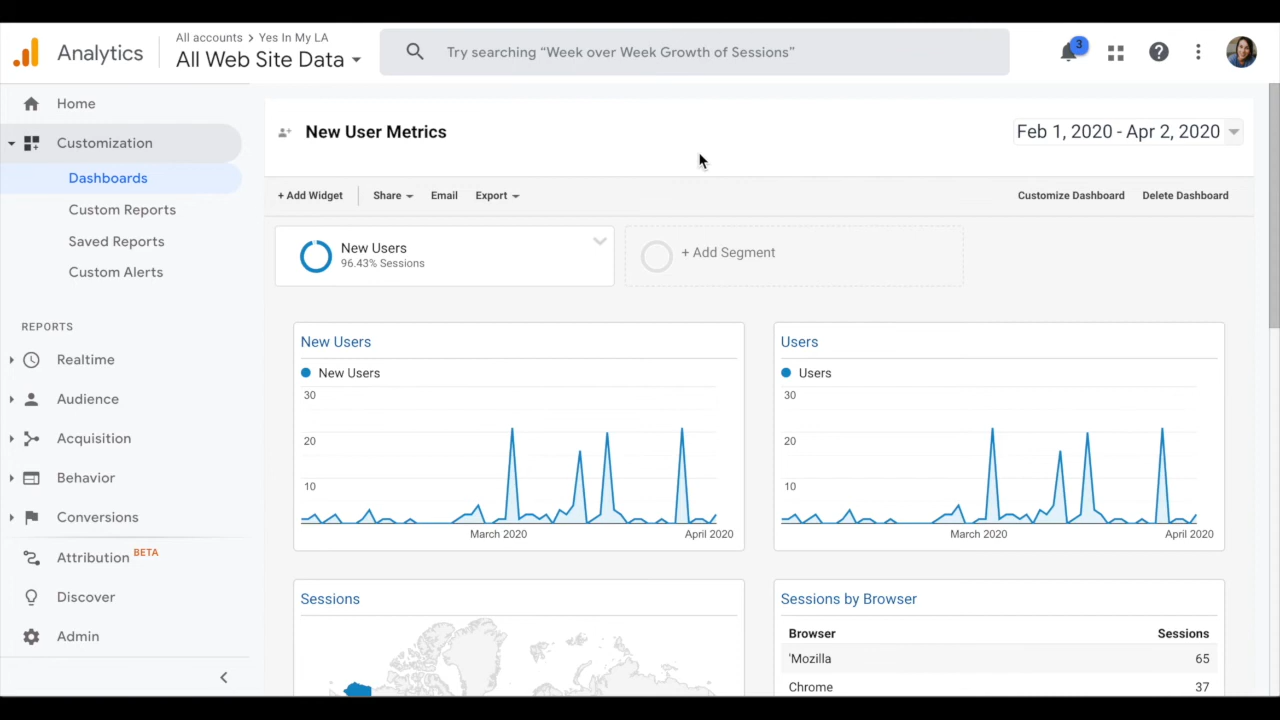 Analytics
All accounts > Yes In My LA
All Web Site Data
Try searching “Week over Week Growth of Sessions”
3
Home
Customization
Dashboards
Custom Reports
Saved Reports
Custom Alerts
REPORTS
Realtime
Audience
Acquisition
Behavior
Conversions
Attribution BETA
Discover
Admin
New User Metrics
Feb 1, 2020 - Apr 2, 2020
+ Add Widget
Share
Email
Export
Customize Dashboard
Delete Dashboard
New Users
96.43% Sessions
+ Add Segment
New Users
New Users
30
20
10
March 2020
April 2020
Users
Users
30
20
10
March 2020
April 2020
Sessions
Sessions by Browser
Browser Sessions
'Mozilla 65
Chrome 37